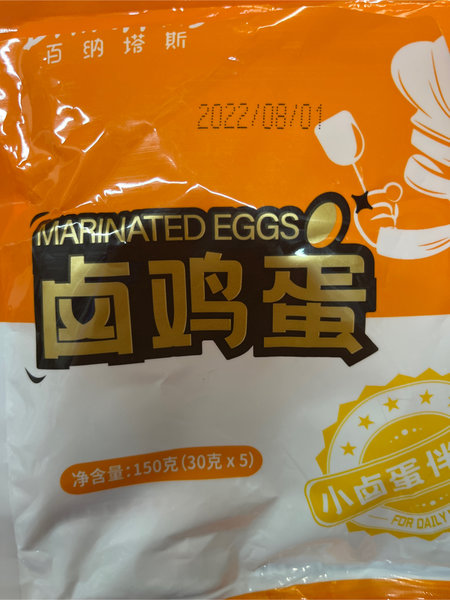 百纳塔斯
2022/08/01
MARINATED EGGS
卤鸡蛋
净含量:150克(30克x5)
小卤蛋伴
FOR DAILY